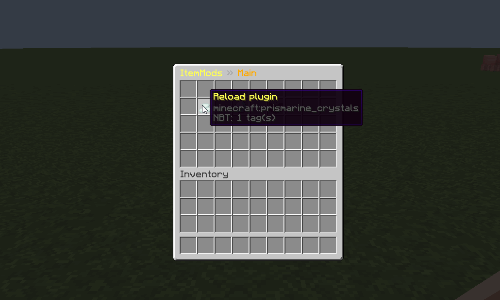 ItemMods » Main
Reload plugin
minecraft:prismarine_crystals
NBT: 1 tag(s)
Inventory